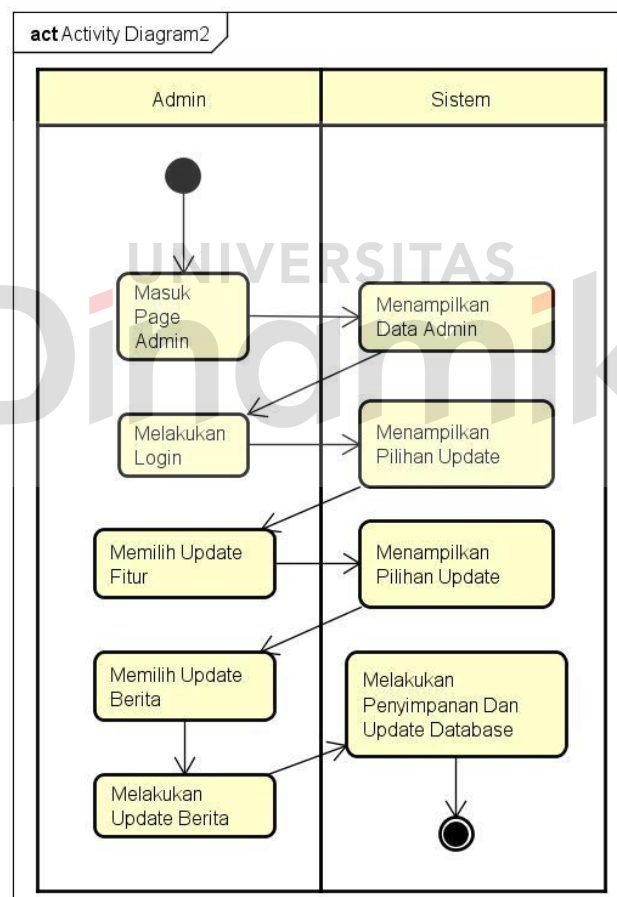 act Activity Diagram2
Admin
Sistem
UNIVERSITAS
Dinamik
Masuk
Page
Admin
Menampilkan
Data Admin
Melakukan
Login
Menampilkan
Pilihan Update
Memilih Update
Fitur
Menampilkan
Pilihan Update
Memilih Update
Berita
Melakukan
Penyimpanan Dan
Update Database
Melakukan
Update Berita